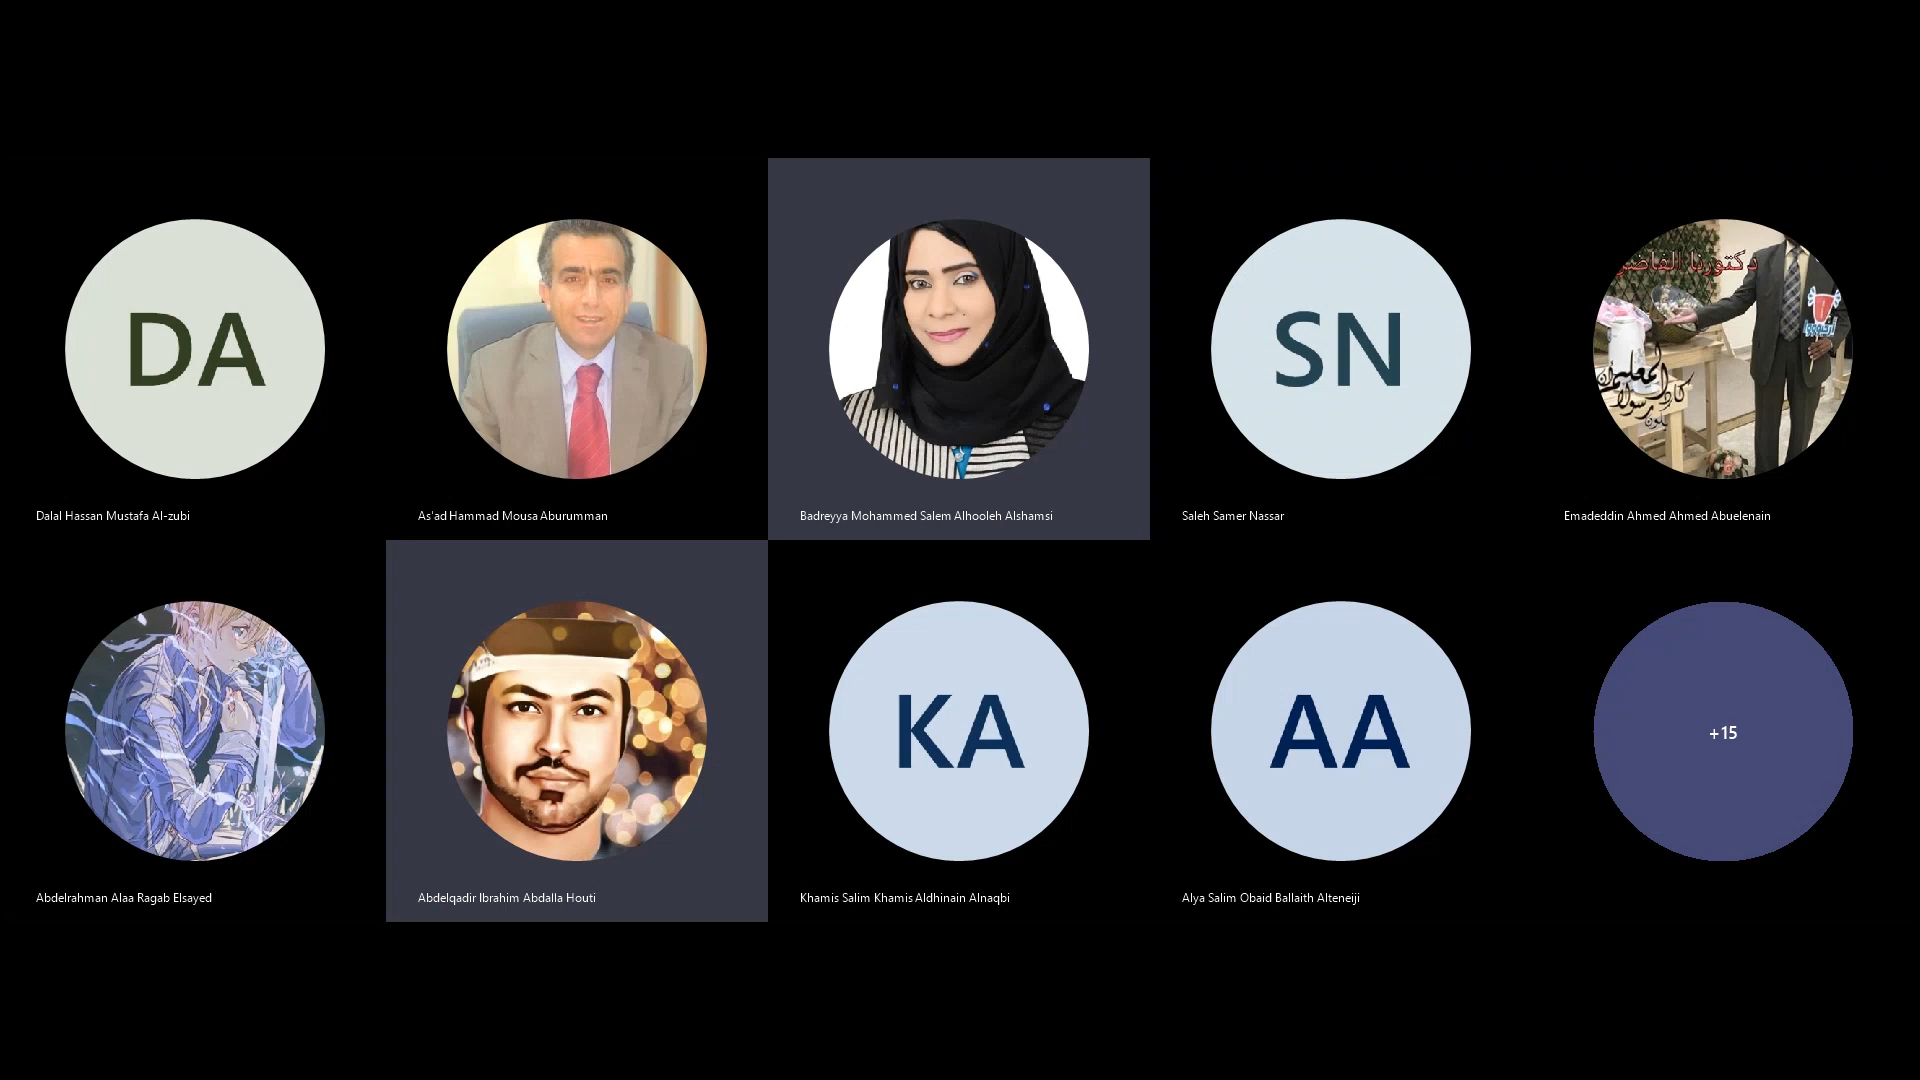 DA
SN
دكتورنا الفاضل
Dalal Hassan Mustafa Al-zubi
As'ad Hammad Mousa Aburumman
Badreyya Mohammed Salem Alhooleh Alshamsi
Saleh Samer Nassar
Emadeddin Ahmed Ahmed Abuelenain
KA
AA
+15
Abdelrahman Alaa Ragab Elsayed
Abdelqadir Ibrahim Abdalla Houti
Khamis Salim Khamis Aldhinain Alnaqbi
Alya Salim Obaid Ballaith Alteneiji